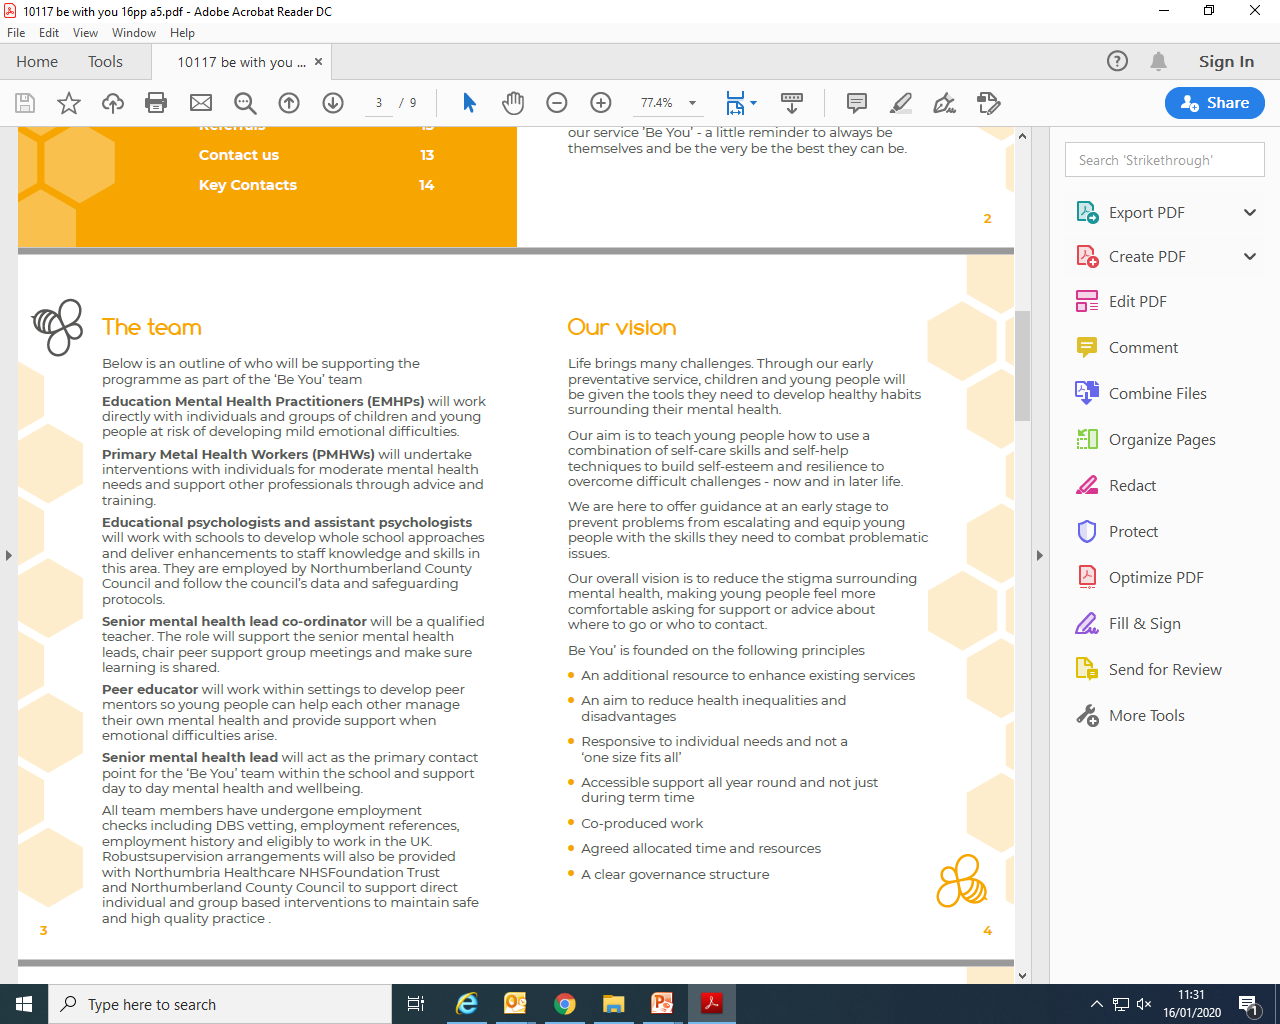 10117 be with you 16pp a5.pdf - Adobe Acrobat Reader DC
File Edit View Window Help
Home Tools 10117 be with you ... ×
Sign In
3 / 9 77.4% Share
Referrals 13
Contact us 13
Key Contacts 14
our service 'Be You' - a little reminder to always be
themselves and be the very be the best they can be.
2
The team
Below is an outline of who will be supporting the
programme as part of the ‘Be You’ team
Education Mental Health Practitioners (EMHPs) will work
directly with individuals and groups of children and young
people at risk of developing mild emotional difficulties.
Primary Metal Health Workers (PMHWs) will undertake
interventions with individuals for moderate mental health
needs and support other professionals through advice and
training.
Educational psychologists and assistant psychologists
will work with schools to develop whole school approaches
and deliver enhancements to staff knowledge and skills in
this area. They are employed by Northumberland County
Council and follow the council’s data and safeguarding
protocols.
Senior mental health lead co-ordinator will be a qualified
teacher. The role will support the senior mental health
leads, chair peer support group meetings and make sure
learning is shared.
Peer educator will work within settings to develop peer
mentors so young people can help each other manage
their own mental health and provide support when
emotional difficulties arise.
Senior mental health lead will act as the primary contact
point for the ‘Be You’ team within the school and support
day to day mental health and wellbeing.
All team members have undergone employment
checks including DBS vetting, employment references,
employment history and eligibly to work in the UK.
Robustsupervision arrangements will also be provided
with Northumbria Healthcare NHSFoundation Trust
and Northumberland County Council to support direct
individual and group based interventions to maintain safe
and high quality practice .
3
Our vision
Life brings many challenges. Through our early
preventative service, children and young people will
be given the tools they need to develop healthy habits
surrounding their mental health.
Our aim is to teach young people how to use a
combination of self-care skills and self-help
techniques to build self-esteem and resilience to
overcome difficult challenges - now and in later life.
We are here to offer guidance at an early stage to
prevent problems from escalating and equip young
people with the skills they need to combat problematic
issues.
Our overall vision is to reduce the stigma surrounding
mental health, making young people feel more
comfortable asking for support or advice about
where to go or who to contact.
Be You’ is founded on the following principles
• An additional resource to enhance existing services
• An aim to reduce health inequalities and
disadvantages
• Responsive to individual needs and not a
‘one size fits all’
• Accessible support all year round and not just
during term time
• Co-produced work
• Agreed allocated time and resources
• A clear governance structure
4
Search 'Strikethrough'
Export PDF
Create PDF
Edit PDF
Comment
Combine Files
Organize Pages
Redact
Protect
Optimize PDF
Fill & Sign
Send for Review
More Tools
Type here to search
11:31
16/01/2020
1